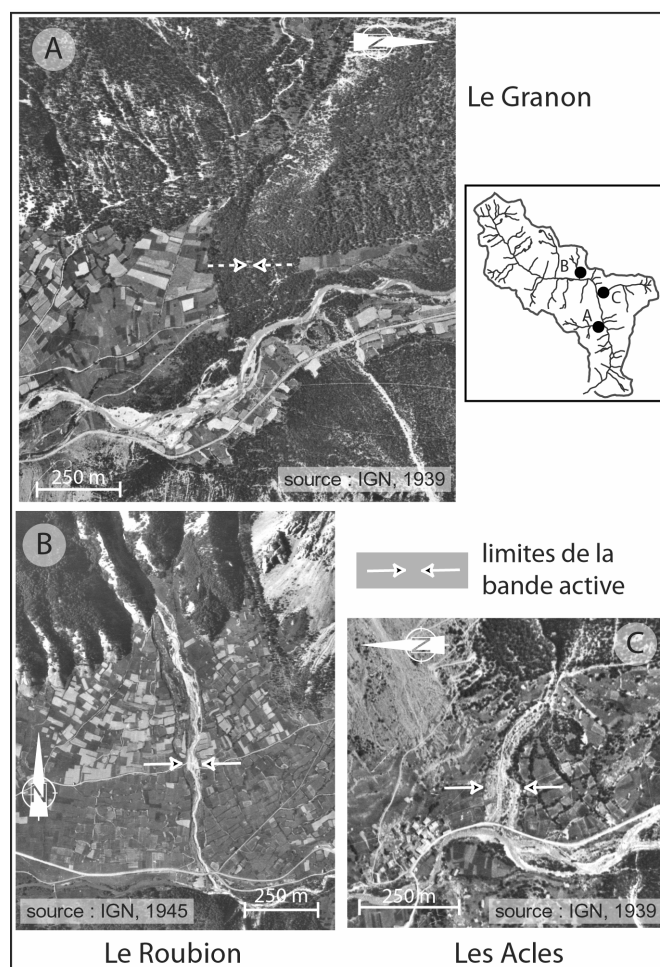 A
N
Le Granon
B
C
A
250 m
source : IGN, 1939
B
limites de la
bande active
N
C
N
250 m
source : IGN, 1945
250 m
source : IGN, 1939
Le Roubion
Les Acles